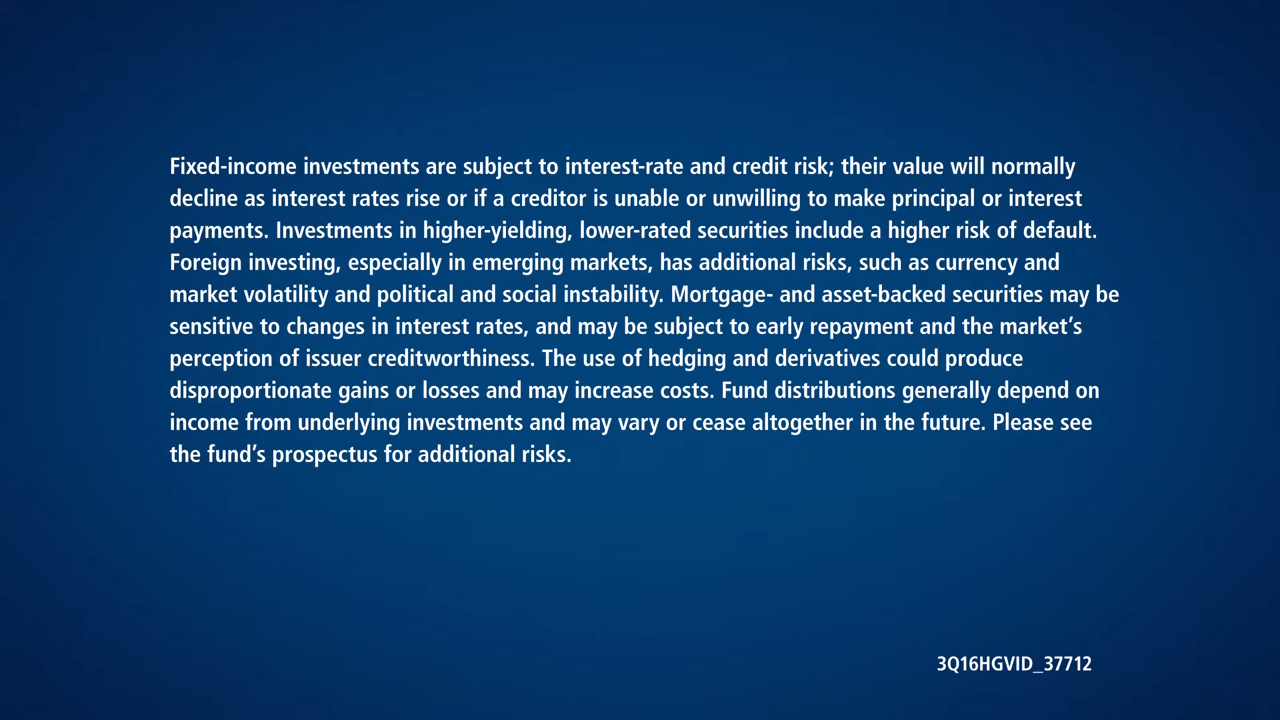 Fixed-income investments are subject to interest-rate and credit risk; their value will normally
decline as interest rates rise or if a creditor is unable or unwilling to make principal or interest
payments. Investments in higher-yielding, lower-rated securities include a higher risk of default.
Foreign investing, especially in emerging markets, has additional risks, such as currency and
market volatility and political and social instability. Mortgage- and asset-backed securities may be
sensitive to changes in interest rates, and may be subject to early repayment and the market’s
perception of issuer creditworthiness. The use of hedging and derivatives could produce
disproportionate gains or losses and may increase costs. Fund distributions generally depend on
income from underlying investments and may vary or cease altogether in the future. Please see
the fund’s prospectus for additional risks.
3Q16HGVID_37712